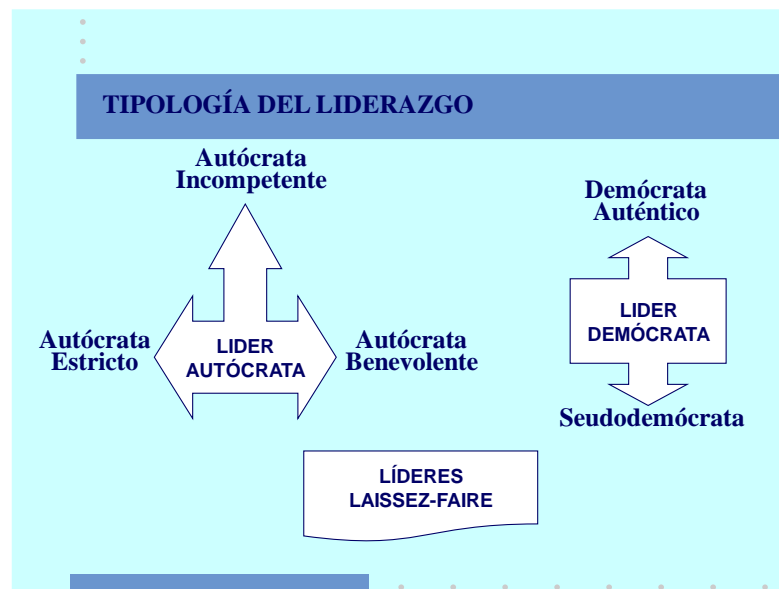 TIPOLOGÍA DEL LIDERAZGO
Autócrata
Incompetente
Autócrata
Estricto
LIDER
AUTÓCRATA
Autócrata
Benevolente
Demócrata
Auténtico
LIDER
DEMÓCRATA
Seudodemócrata
LÍDERES
LAISSEZ-FAIRE